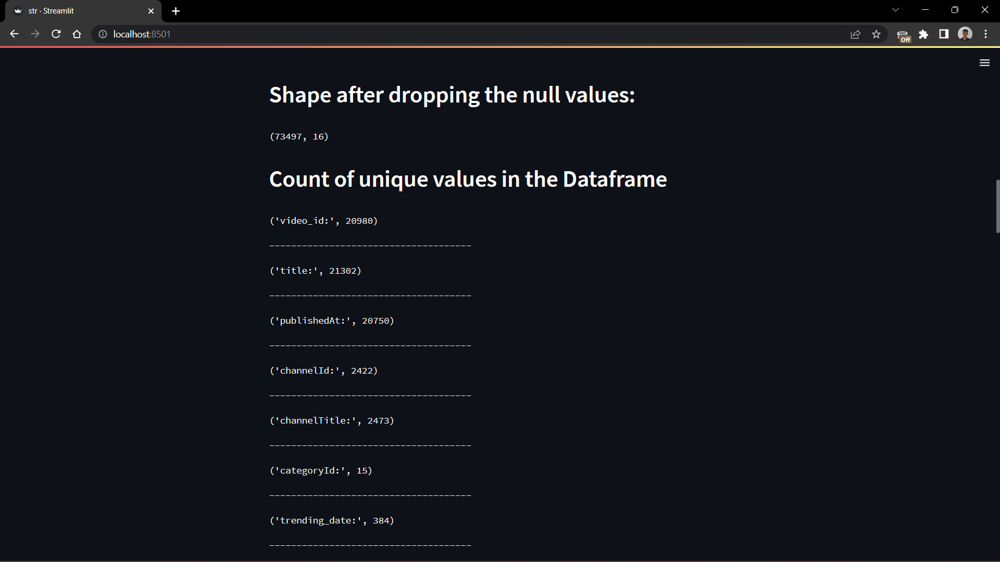 str · Streamlit
localhost:8501
Off
Shape after dropping the null values:
(73497, 16)
Count of unique values in the Dataframe
('video_id:', 20980)
-------------------------------------
('title:', 21302)
-------------------------------------
('publishedAt:', 20750)
-------------------------------------
('channelId:', 2422)
-------------------------------------
('channelTitle:', 2473)
-------------------------------------
('categoryId:', 15)
-------------------------------------
('trending_date:', 384)
-------------------------------------